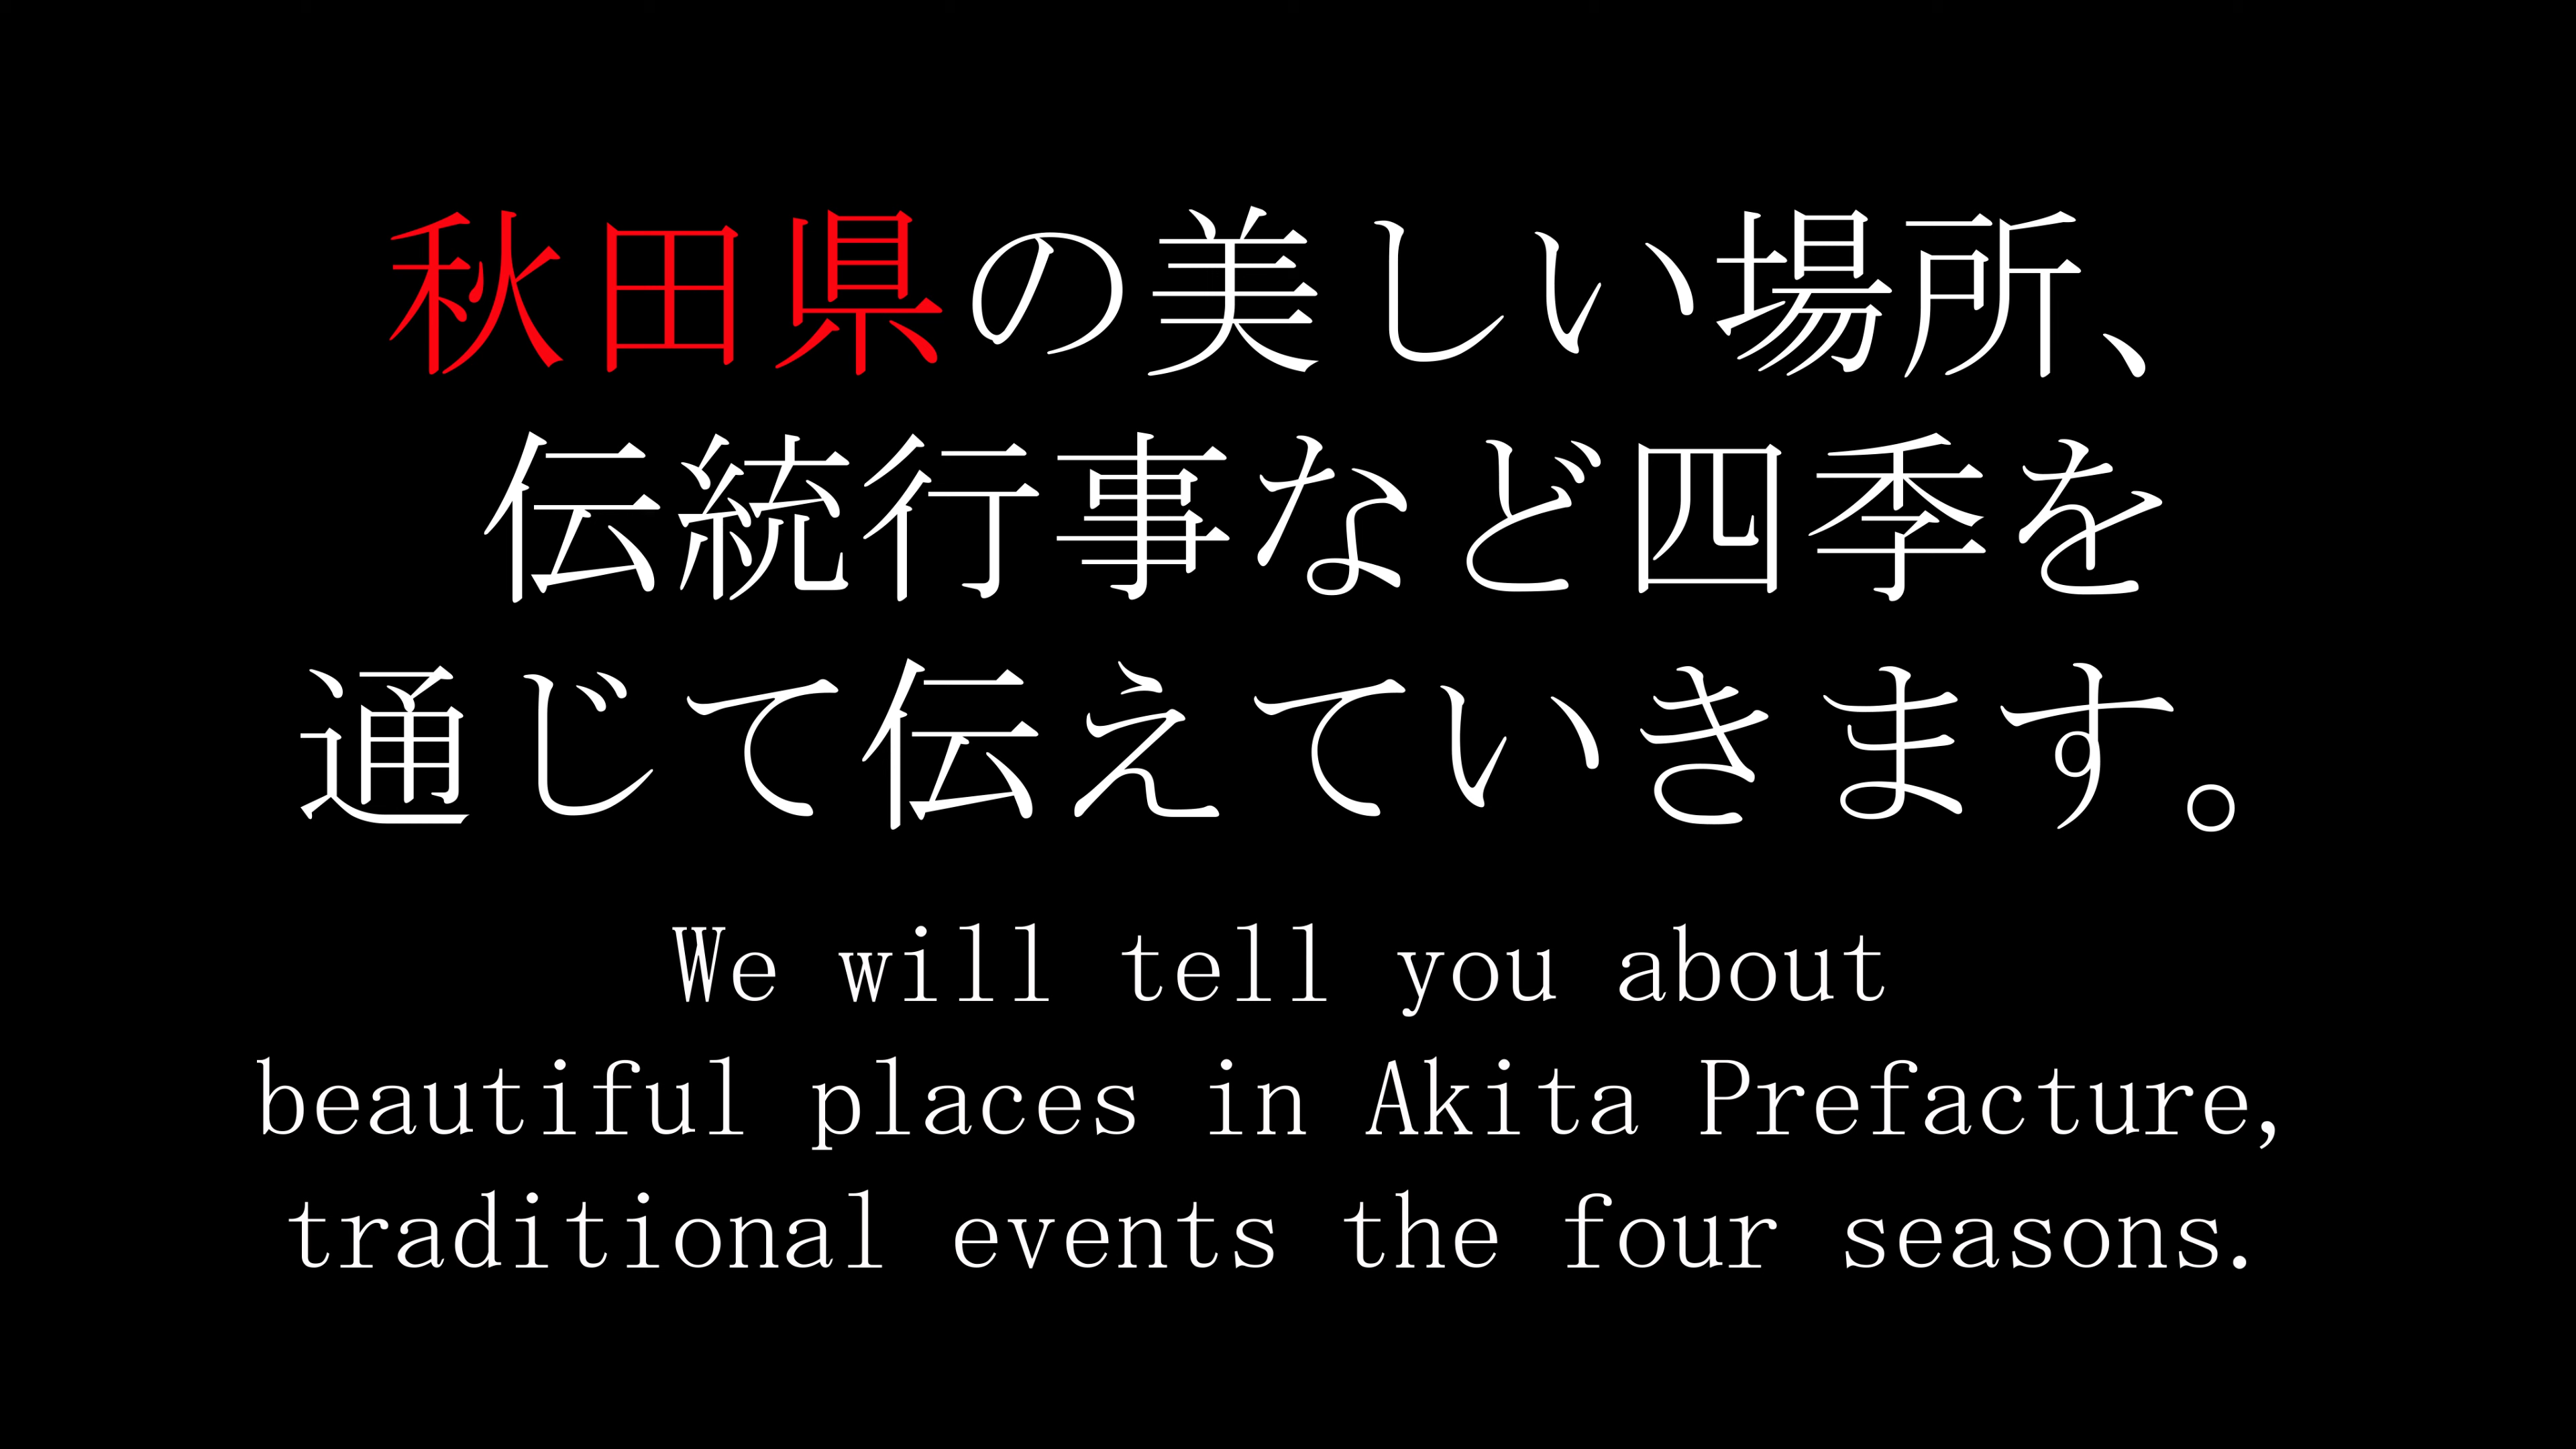 秋田県の美しい場所、
伝統行事など四季を
通じて伝えていきます。
We will tell you about
beautiful places in Akita Prefacture,
traditional events the four seasons.